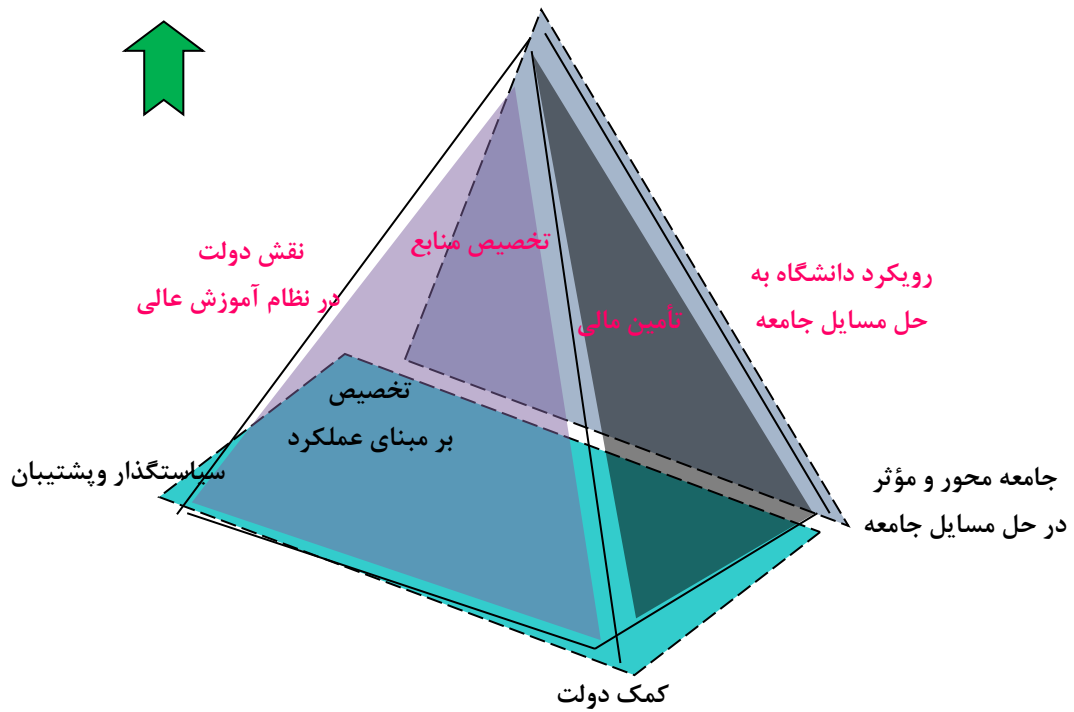 تخصیص منابع
نقش دولت
در نظام آموزش عالی
رویکرد دانشگاه به
حل مسایل جامعه
تأمین مالی
تخصیص
بر مبنای عملکرد
سیاستگذار وپشتیبان
جامعه محور و مؤثر
در حل مسایل جامعه
کمک دولت